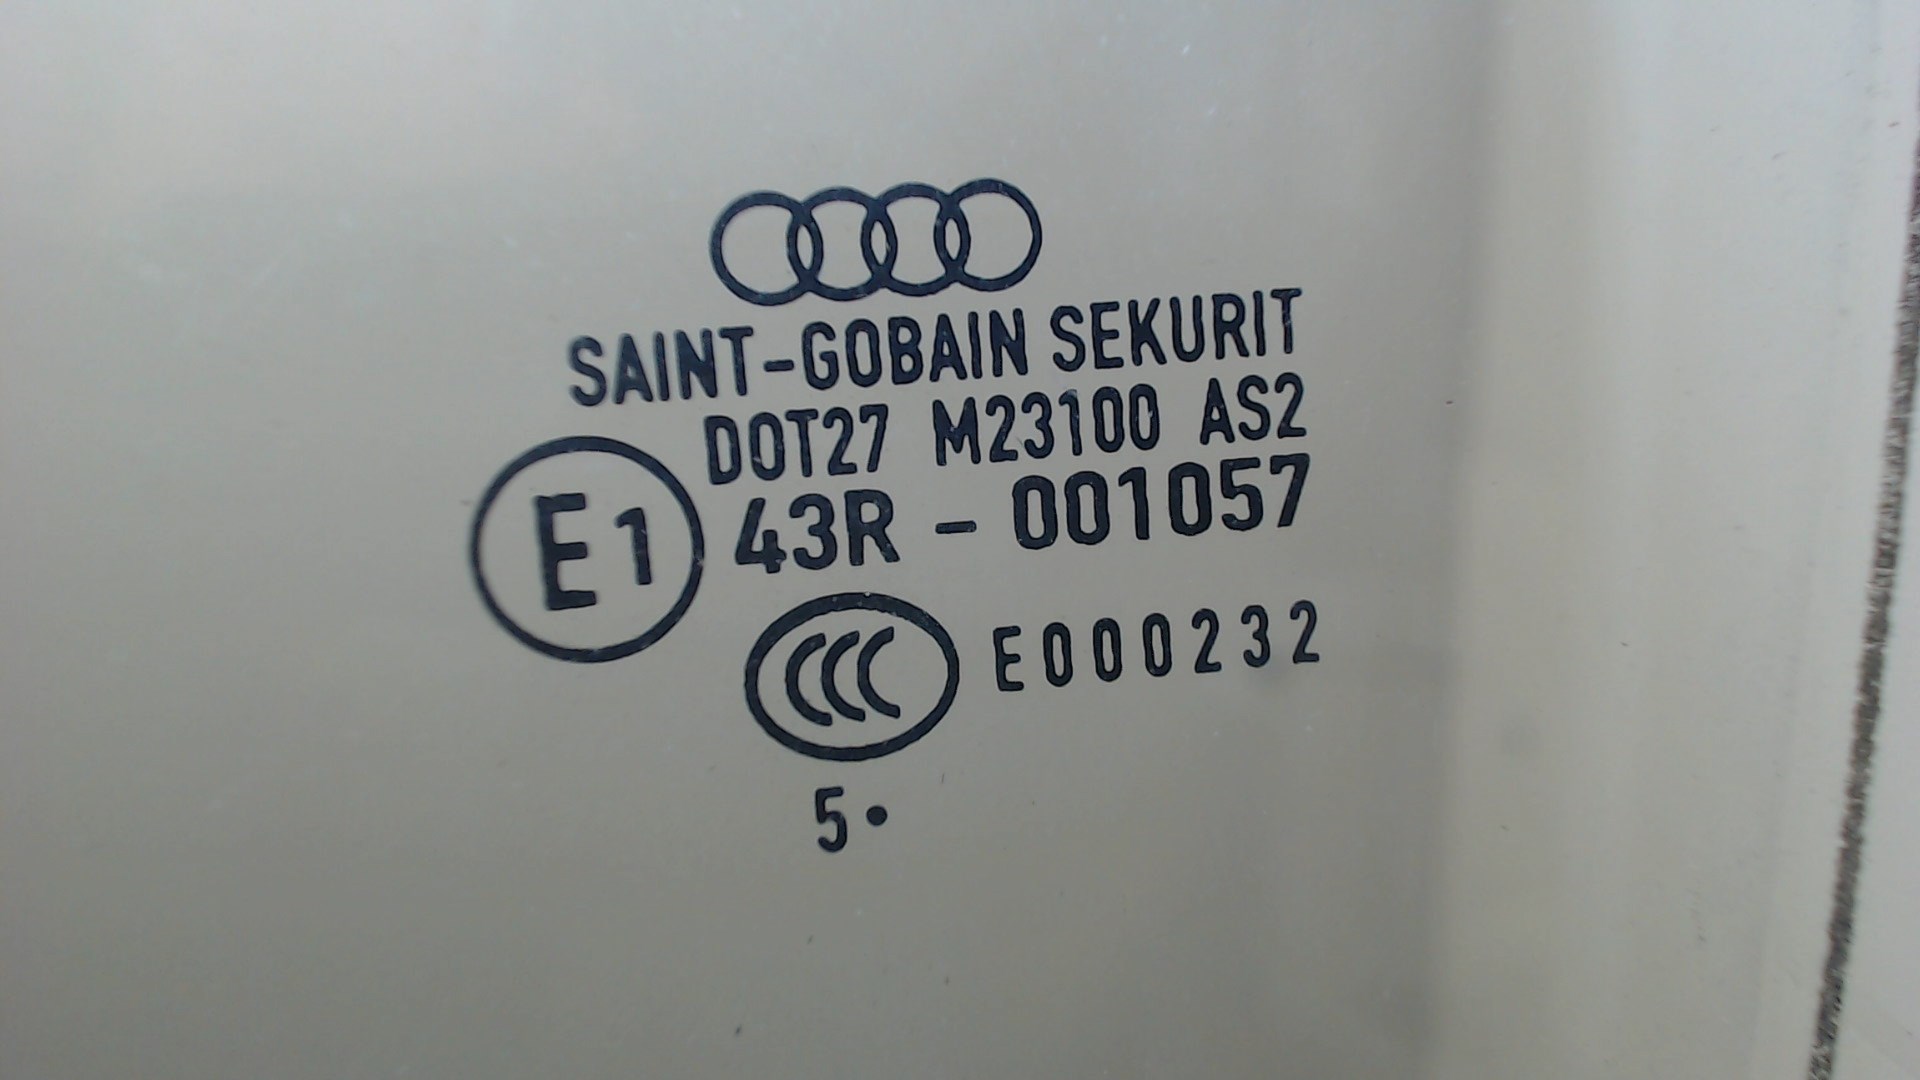 SAINT-GOBAIN SEKURIT
DOT27 M23100 AS2
E1 43R - 001057
CCC E000232
5•